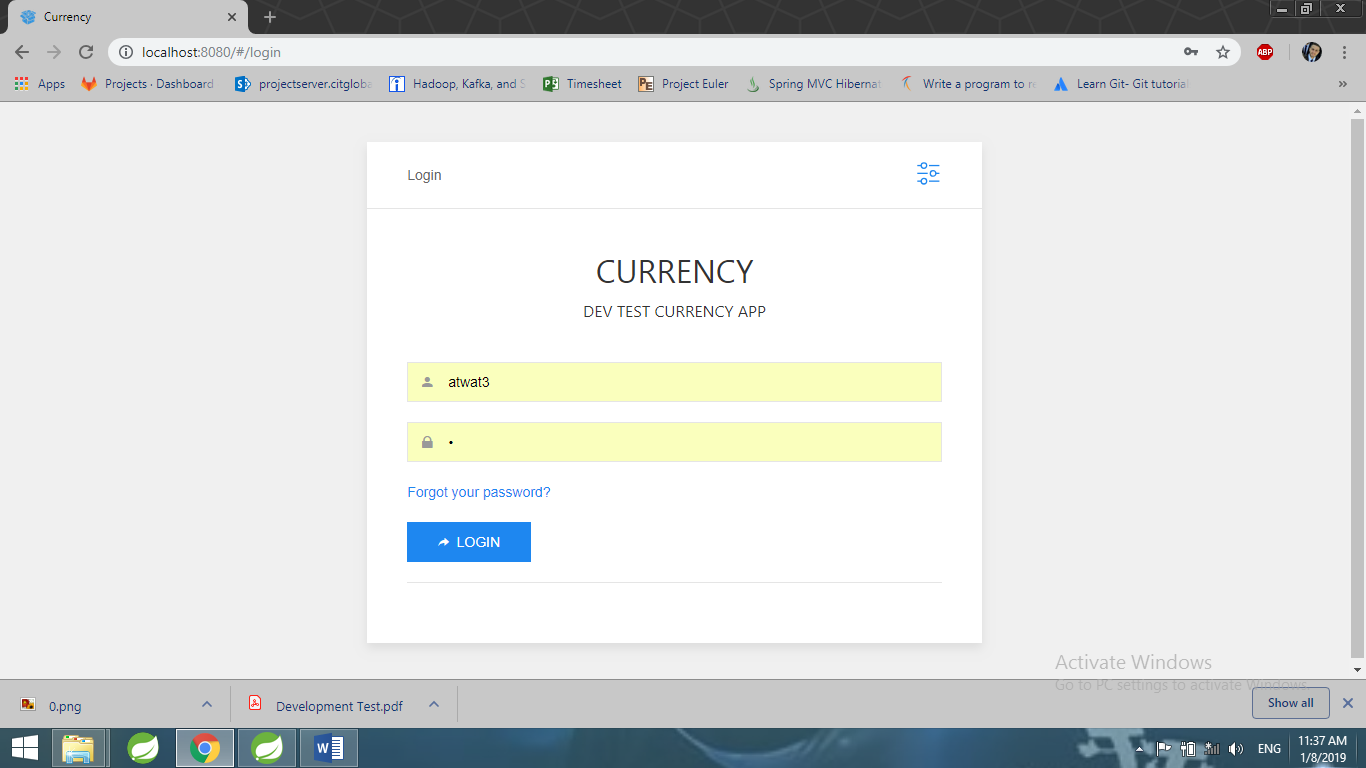 Currency
localhost:8080/#/login
ABP
Apps
Projects · Dashboard
projectserver.citgloba
Hadoop, Kafka, and S
Timesheet
Project Euler
Spring MVC Hibernat
Write a program to re
Learn Git- Git tutorial
»
Login
CURRENCY
DEV TEST CURRENCY APP
atwat3
•
Forgot your password?
LOGIN
Activate Windows
Go to PC settings to activate Windows.
0.png
Development Test.pdf
Show all
ENG
11:37 AM
1/8/2019